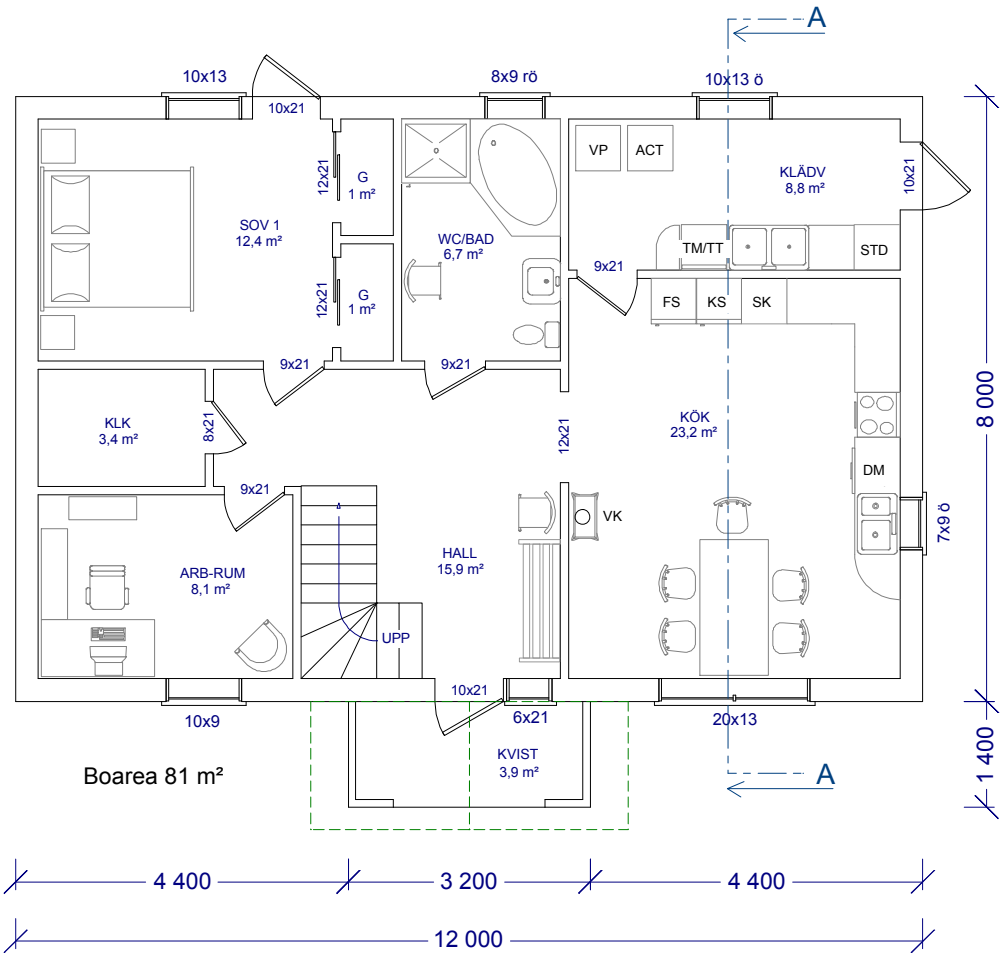 A
10x13
8x9 rö
10x13 ö
10x21
VP
ACT
KLÄDV
8,8 m²
10x21
12x21
G
1 m²
SOV 1
12,4 m²
WC/BAD
6,7 m²
TM/TT
STD
9x21
12x21
G
1 m²
FS
KS
SK
9x21
9x21
8 000
KLK
3,4 m²
8x21
12x21
KÖK
23,2 m²
DM
9x21
VK
7x9 ö
HALL
15,9 m²
ARB-RUM
8,1 m²
UPP
10x21
10x9
6x21
20x13
KVIST
3,9 m²
1 400
Boarea 81 m²
A
4 400
3 200
4 400
12 000